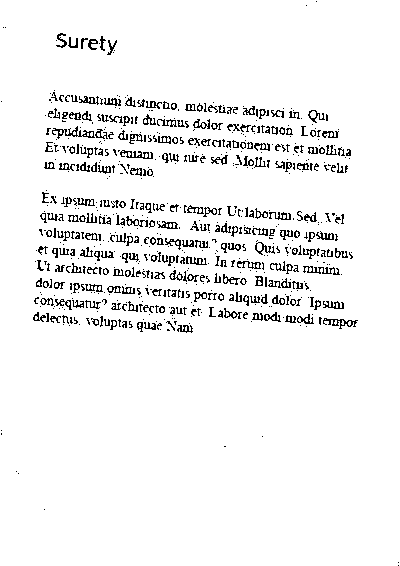 Surety
Accusantium distinctio, molestiae adipisci in. Qui
eligendi, suscipit ducimus dolor exercitation. Lorem
repudiandae dignissimos exercitationem est et mollitia
Et voluptas veniam, qui iure sed. Mollit sapiente velit
in incididunt Nemo.
Ex ipsum iusto Itaque et tempor Ut laborum. Sed. Vel
quia mollitia laboriosam. Aut adipisicing quo ipsum
voluptatem, culpa consequatur? quos. Quis voluptatibus
et quia aliqua qui voluptatum. In rerum culpa minim.
Ut architecto molestias dolores libero. Blanditiis,
dolor ipsum omnis veritatis porro aliquid dolor. Ipsum
consequatur? architecto aut et. Labore modi modi tempor
delectus, voluptas quae Nam